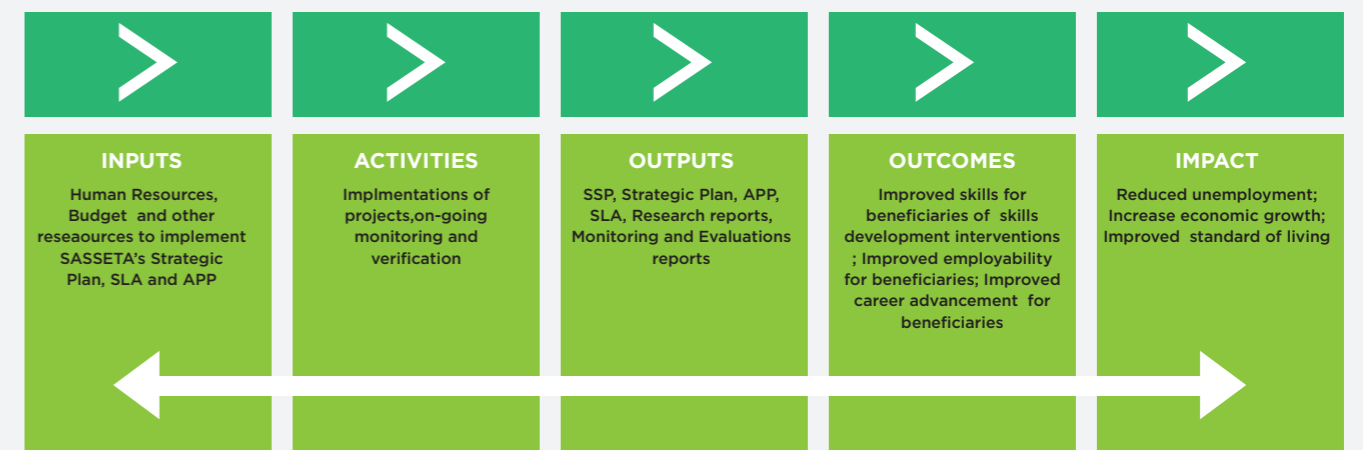 INPUTS
Human Resources,
Budget and other
reseaources to implement
SASSETA's Strategic
Plan, SLA and APP
ACTIVITIES
Implmentations of
projects,on-going
monitoring and
verification
OUTPUTS
SSP, Strategic Plan, APP,
SLA, Research reports,
Monitoring and Evaluations
reports
OUTCOMES
Improved skills for
beneficiaries of skills
development interventions
; Improved employability
for beneficiaries; Improved
career advancement for
beneficiaries
IMPACT
Reduced unemployment;
Increase economic growth;
Improved standard of living